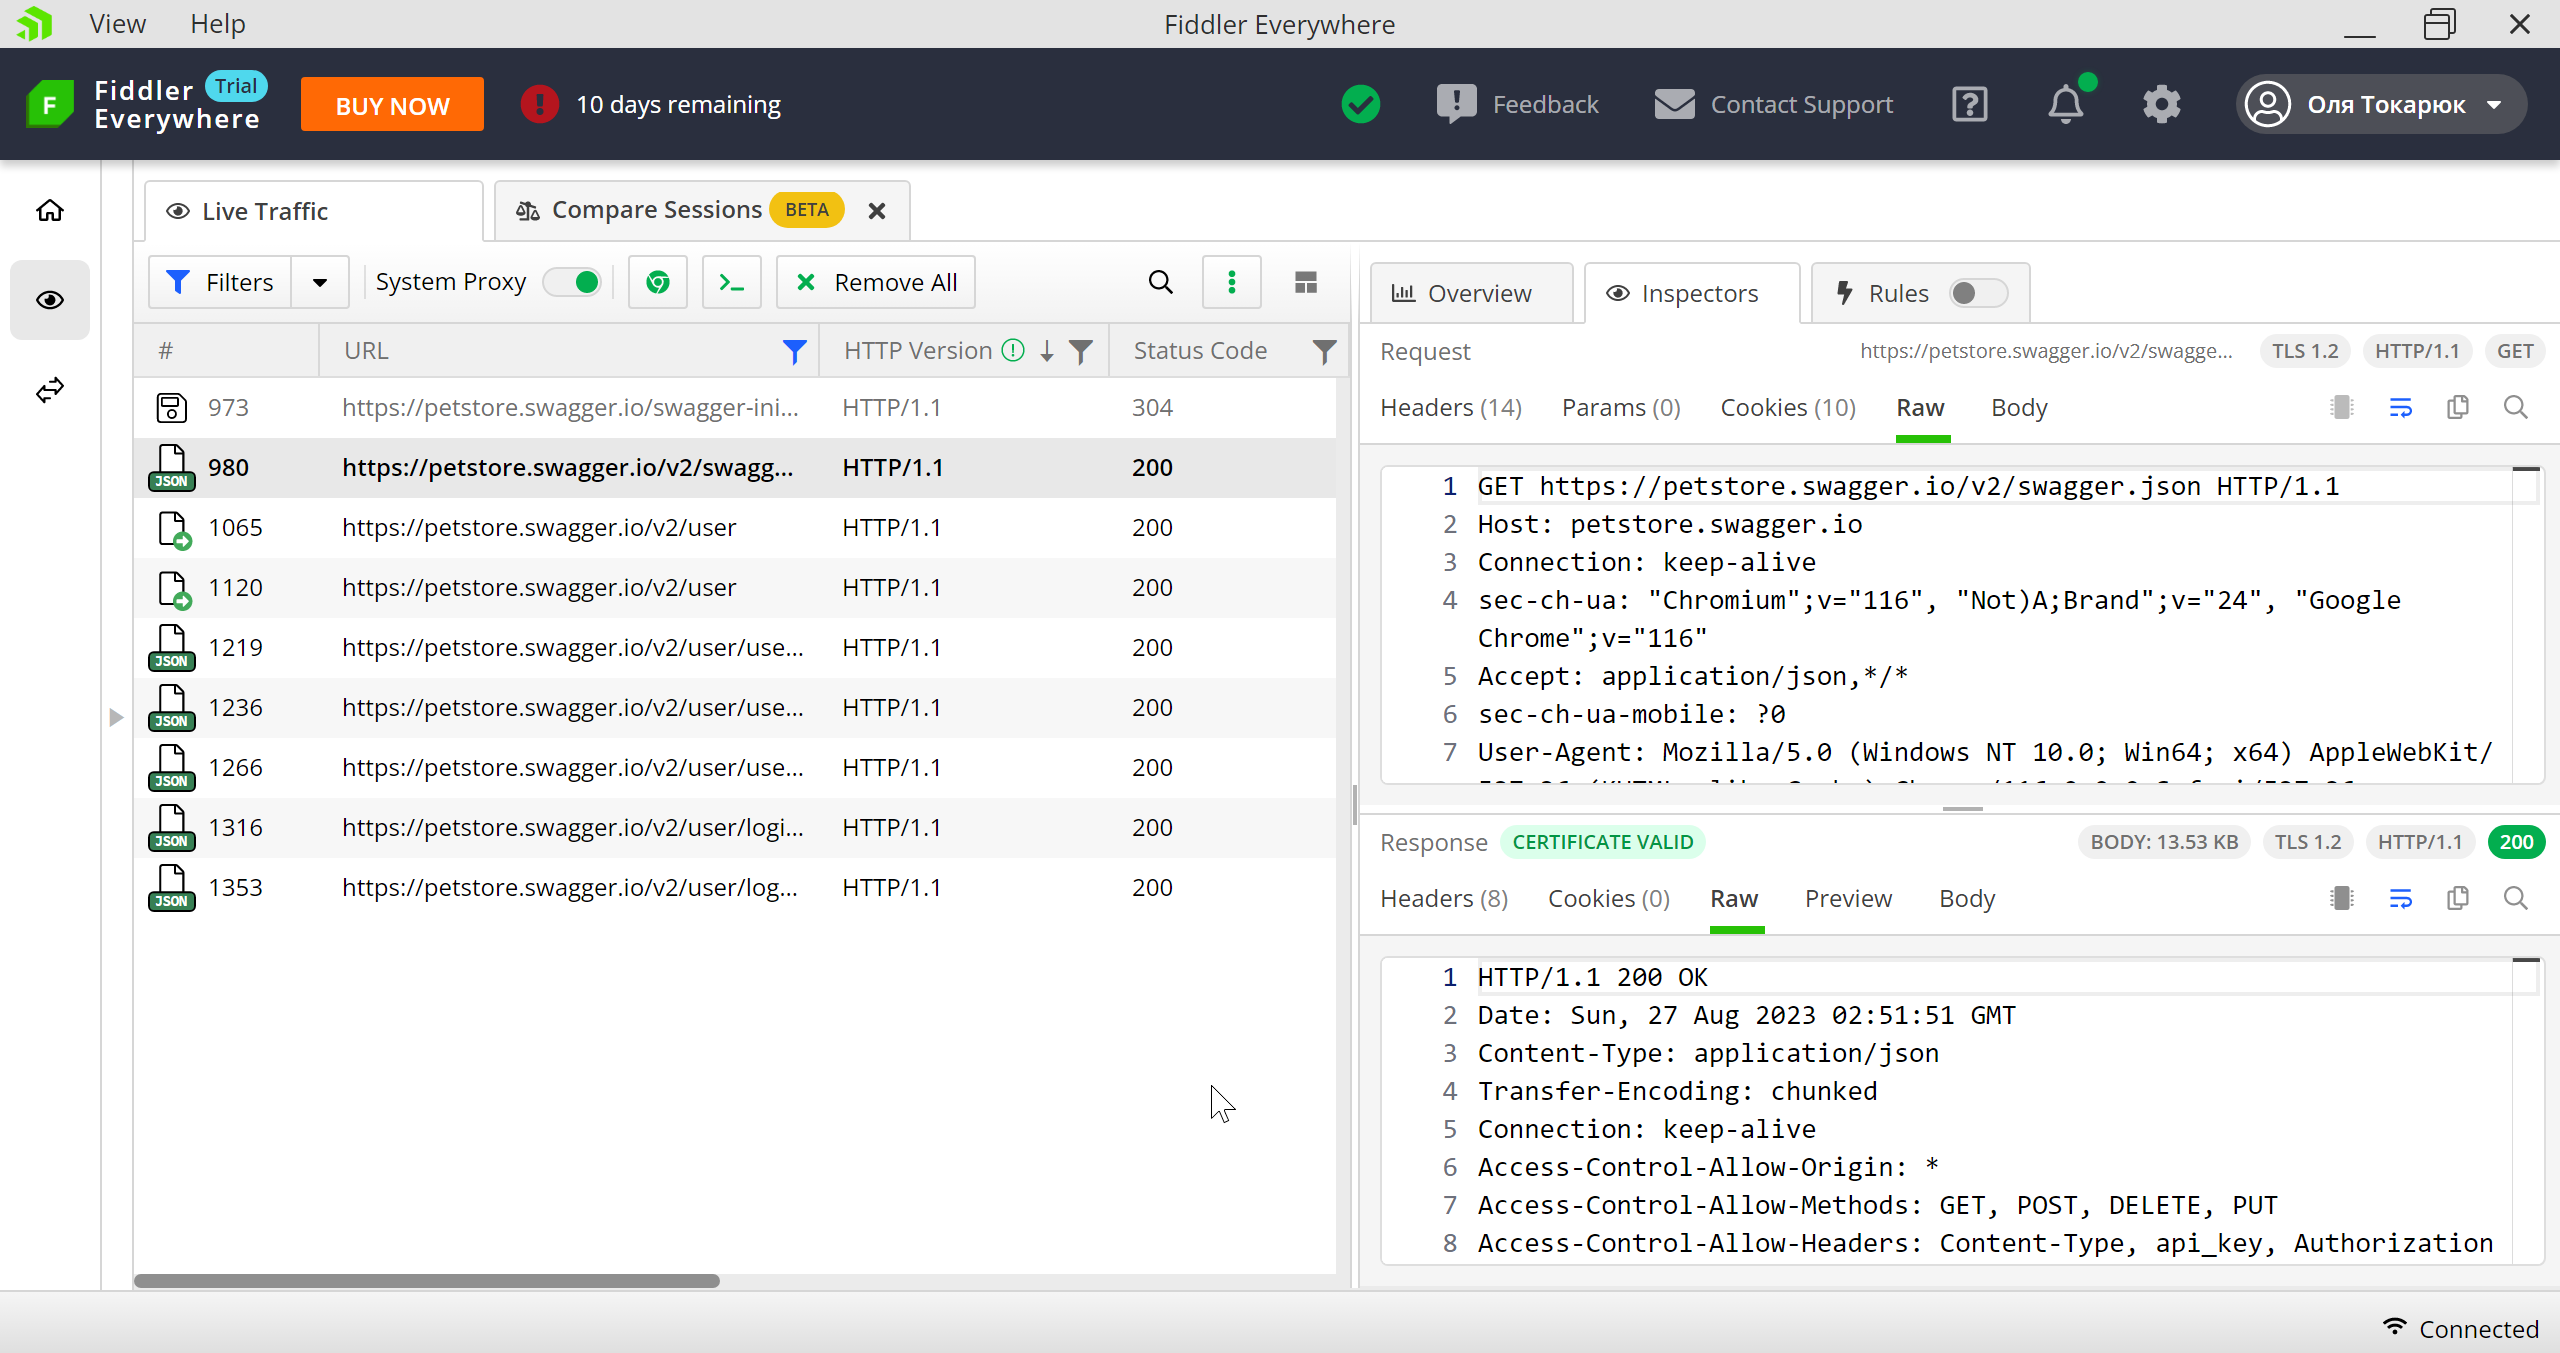 View Help Fiddler Everywhere
Fiddler Everywhere Trial BUY NOW 10 days remaining Feedback Contact Support Оля Токарюк
Live Traffic
Compare Sessions BETA
Filters System Proxy Remove All
# URL HTTP Version Status Code
973 https://petstore.swagger.io/swagger-ini... HTTP/1.1 304
JSON 980 https://petstore.swagger.io/v2/swagg... HTTP/1.1 200
1065 https://petstore.swagger.io/v2/user HTTP/1.1 200
1120 https://petstore.swagger.io/v2/user HTTP/1.1 200
JSON 1219 https://petstore.swagger.io/v2/user/use... HTTP/1.1 200
JSON 1236 https://petstore.swagger.io/v2/user/use... HTTP/1.1 200
JSON 1266 https://petstore.swagger.io/v2/user/use... HTTP/1.1 200
JSON 1316 https://petstore.swagger.io/v2/user/logi... HTTP/1.1 200
JSON 1353 https://petstore.swagger.io/v2/user/log... HTTP/1.1 200
Overview Inspectors Rules
Request https://petstore.swagger.io/v2/swagge... TLS 1.2 HTTP/1.1 GET
Headers (14) Params (0) Cookies (10) Raw Body
1 GET https://petstore.swagger.io/v2/swagger.json HTTP/1.1
2 Host: petstore.swagger.io
3 Connection: keep-alive
4 sec-ch-ua: "Chromium";v="116", "Not)A;Brand";v="24", "Google
Chrome";v="116"
5 Accept: application/json,*/*
6 sec-ch-ua-mobile: ?0
7 User-Agent: Mozilla/5.0 (Windows NT 10.0; Win64; x64) AppleWebKit/
Response CERTIFICATE VALID BODY: 13.53 KB TLS 1.2 HTTP/1.1 200
Headers (8) Cookies (0) Raw Preview Body
1 HTTP/1.1 200 OK
2 Date: Sun, 27 Aug 2023 02:51:51 GMT
3 Content-Type: application/json
4 Transfer-Encoding: chunked
5 Connection: keep-alive
6 Access-Control-Allow-Origin: *
7 Access-Control-Allow-Methods: GET, POST, DELETE, PUT
8 Access-Control-Allow-Headers: Content-Type, api_key, Authorization
Connected